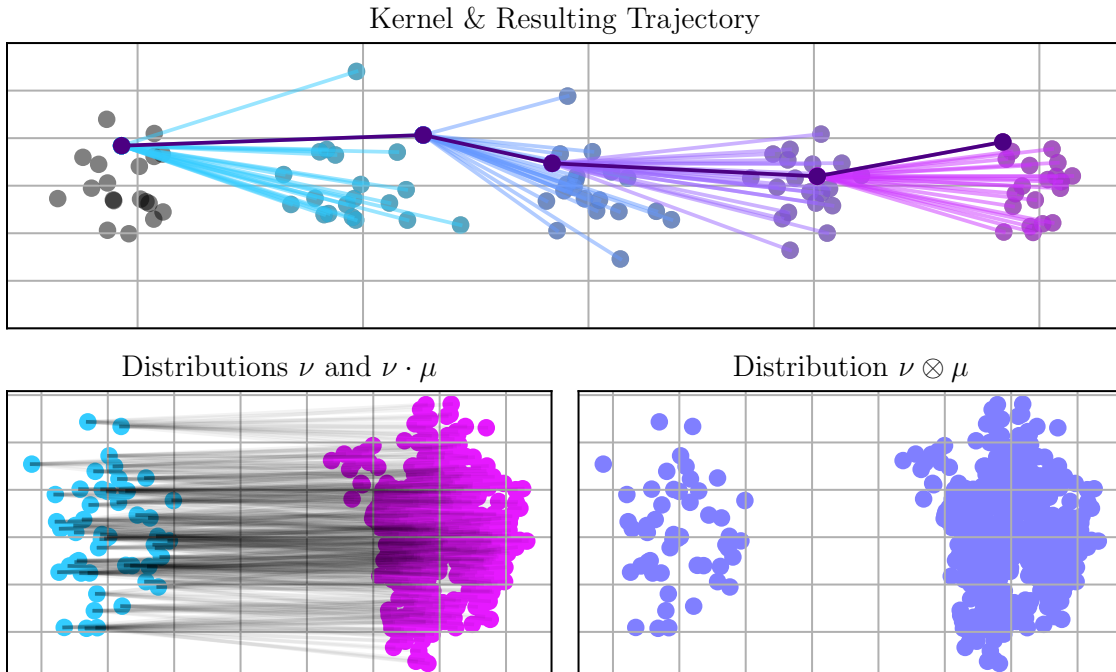 Kernel & Resulting Trajectory
Distributions ν and ν · μ
Distribution ν ⊗ μ